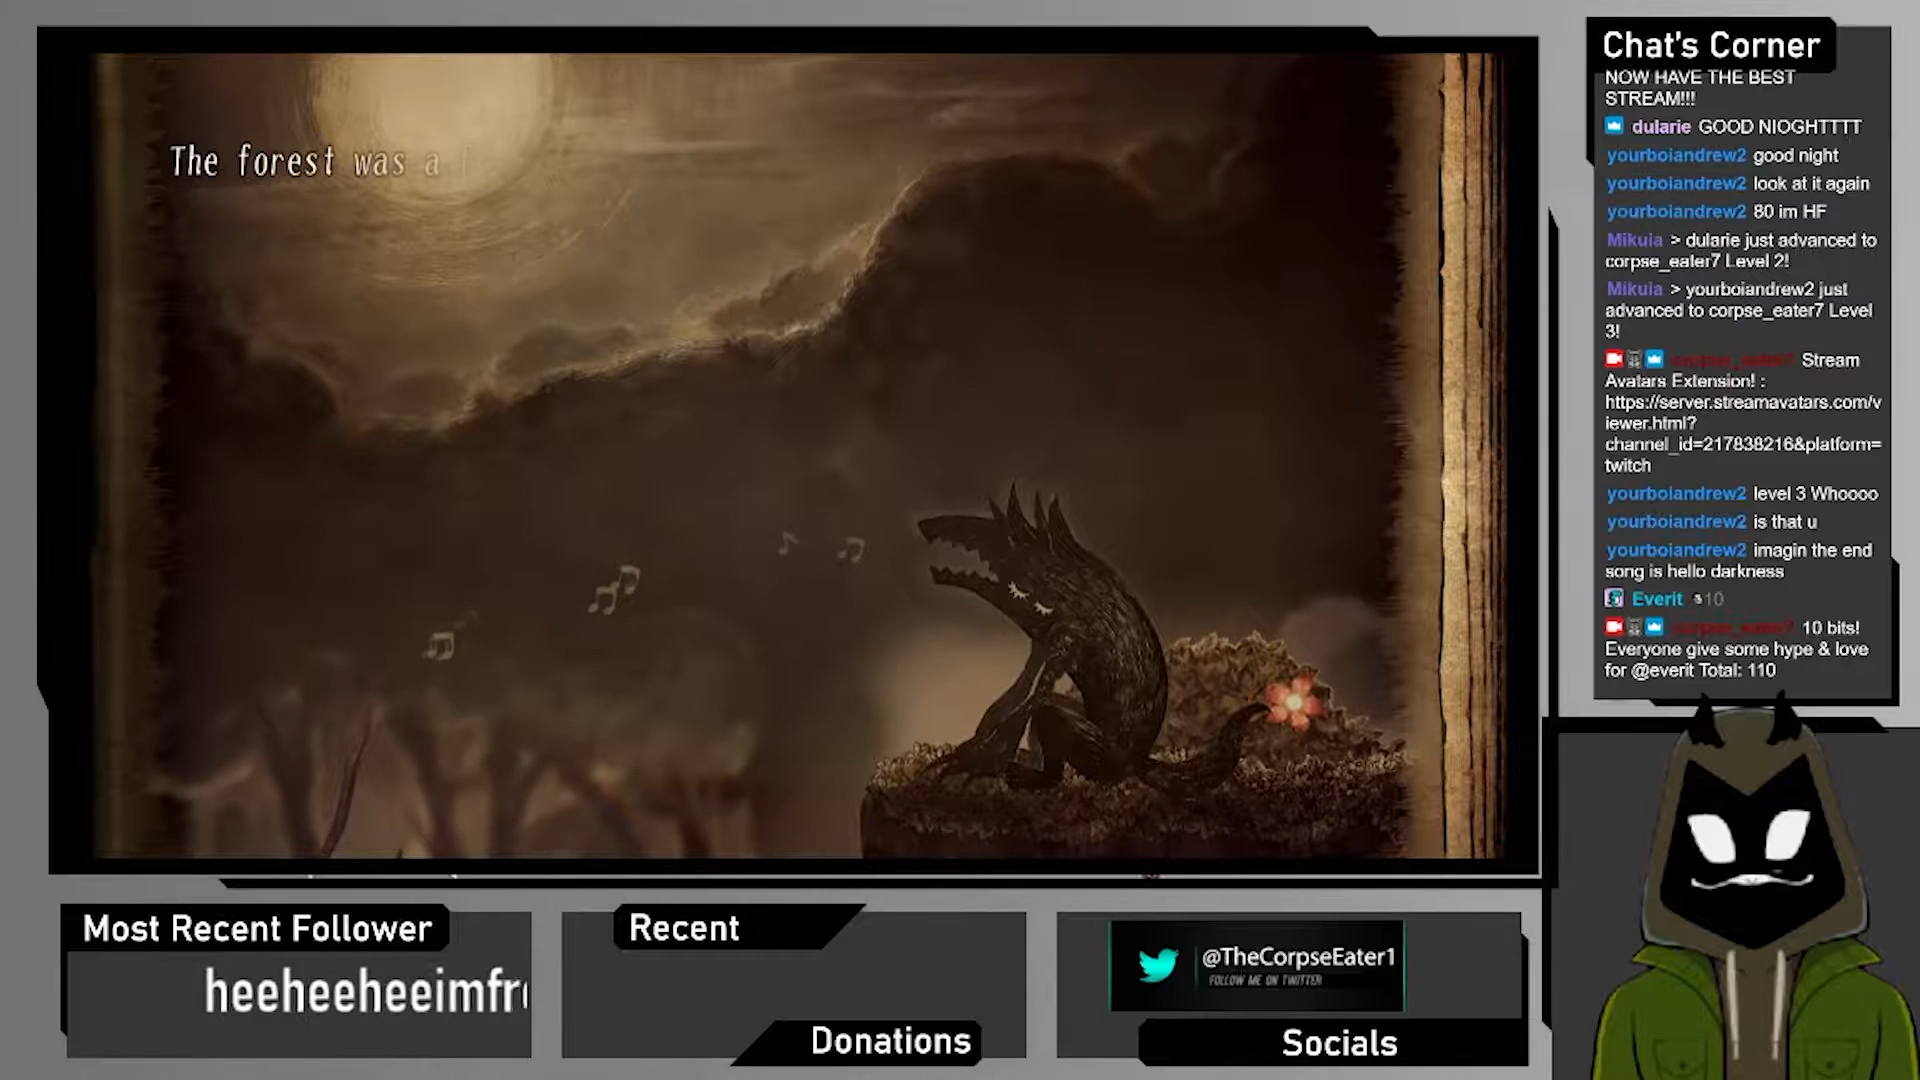 The forest was a f
Chat's Corner
NOW HAVE THE BEST
STREAM!!!
dularie GOOD NIOGHTTTT
yourboiandrew2 good night
yourboiandrew2 look at it again
yourboiandrew2 80 im HF
Mikuia > dularie just advanced to
corpse_eater7 Level 2!
Mikuia > yourboiandrew2 just
advanced to corpse_eater7 Level
3!
corpse_eater7 Stream
Avatars Extension! :
https://server.streamavatars.com/v
iewer.html?
channel_id=217838216&platform=
twitch
yourboiandrew2 level 3 Whoooo
yourboiandrew2 is that u
yourboiandrew2 imagin the end
song is hello darkness
Everit 10
corpse_eater7 10 bits!
Everyone give some hype & love
for @everit Total: 110
Most Recent Follower
heeheeheeimfr
Recent
Donations
@TheCorpseEater1
FOLLOW ME ON TWITTER
Socials